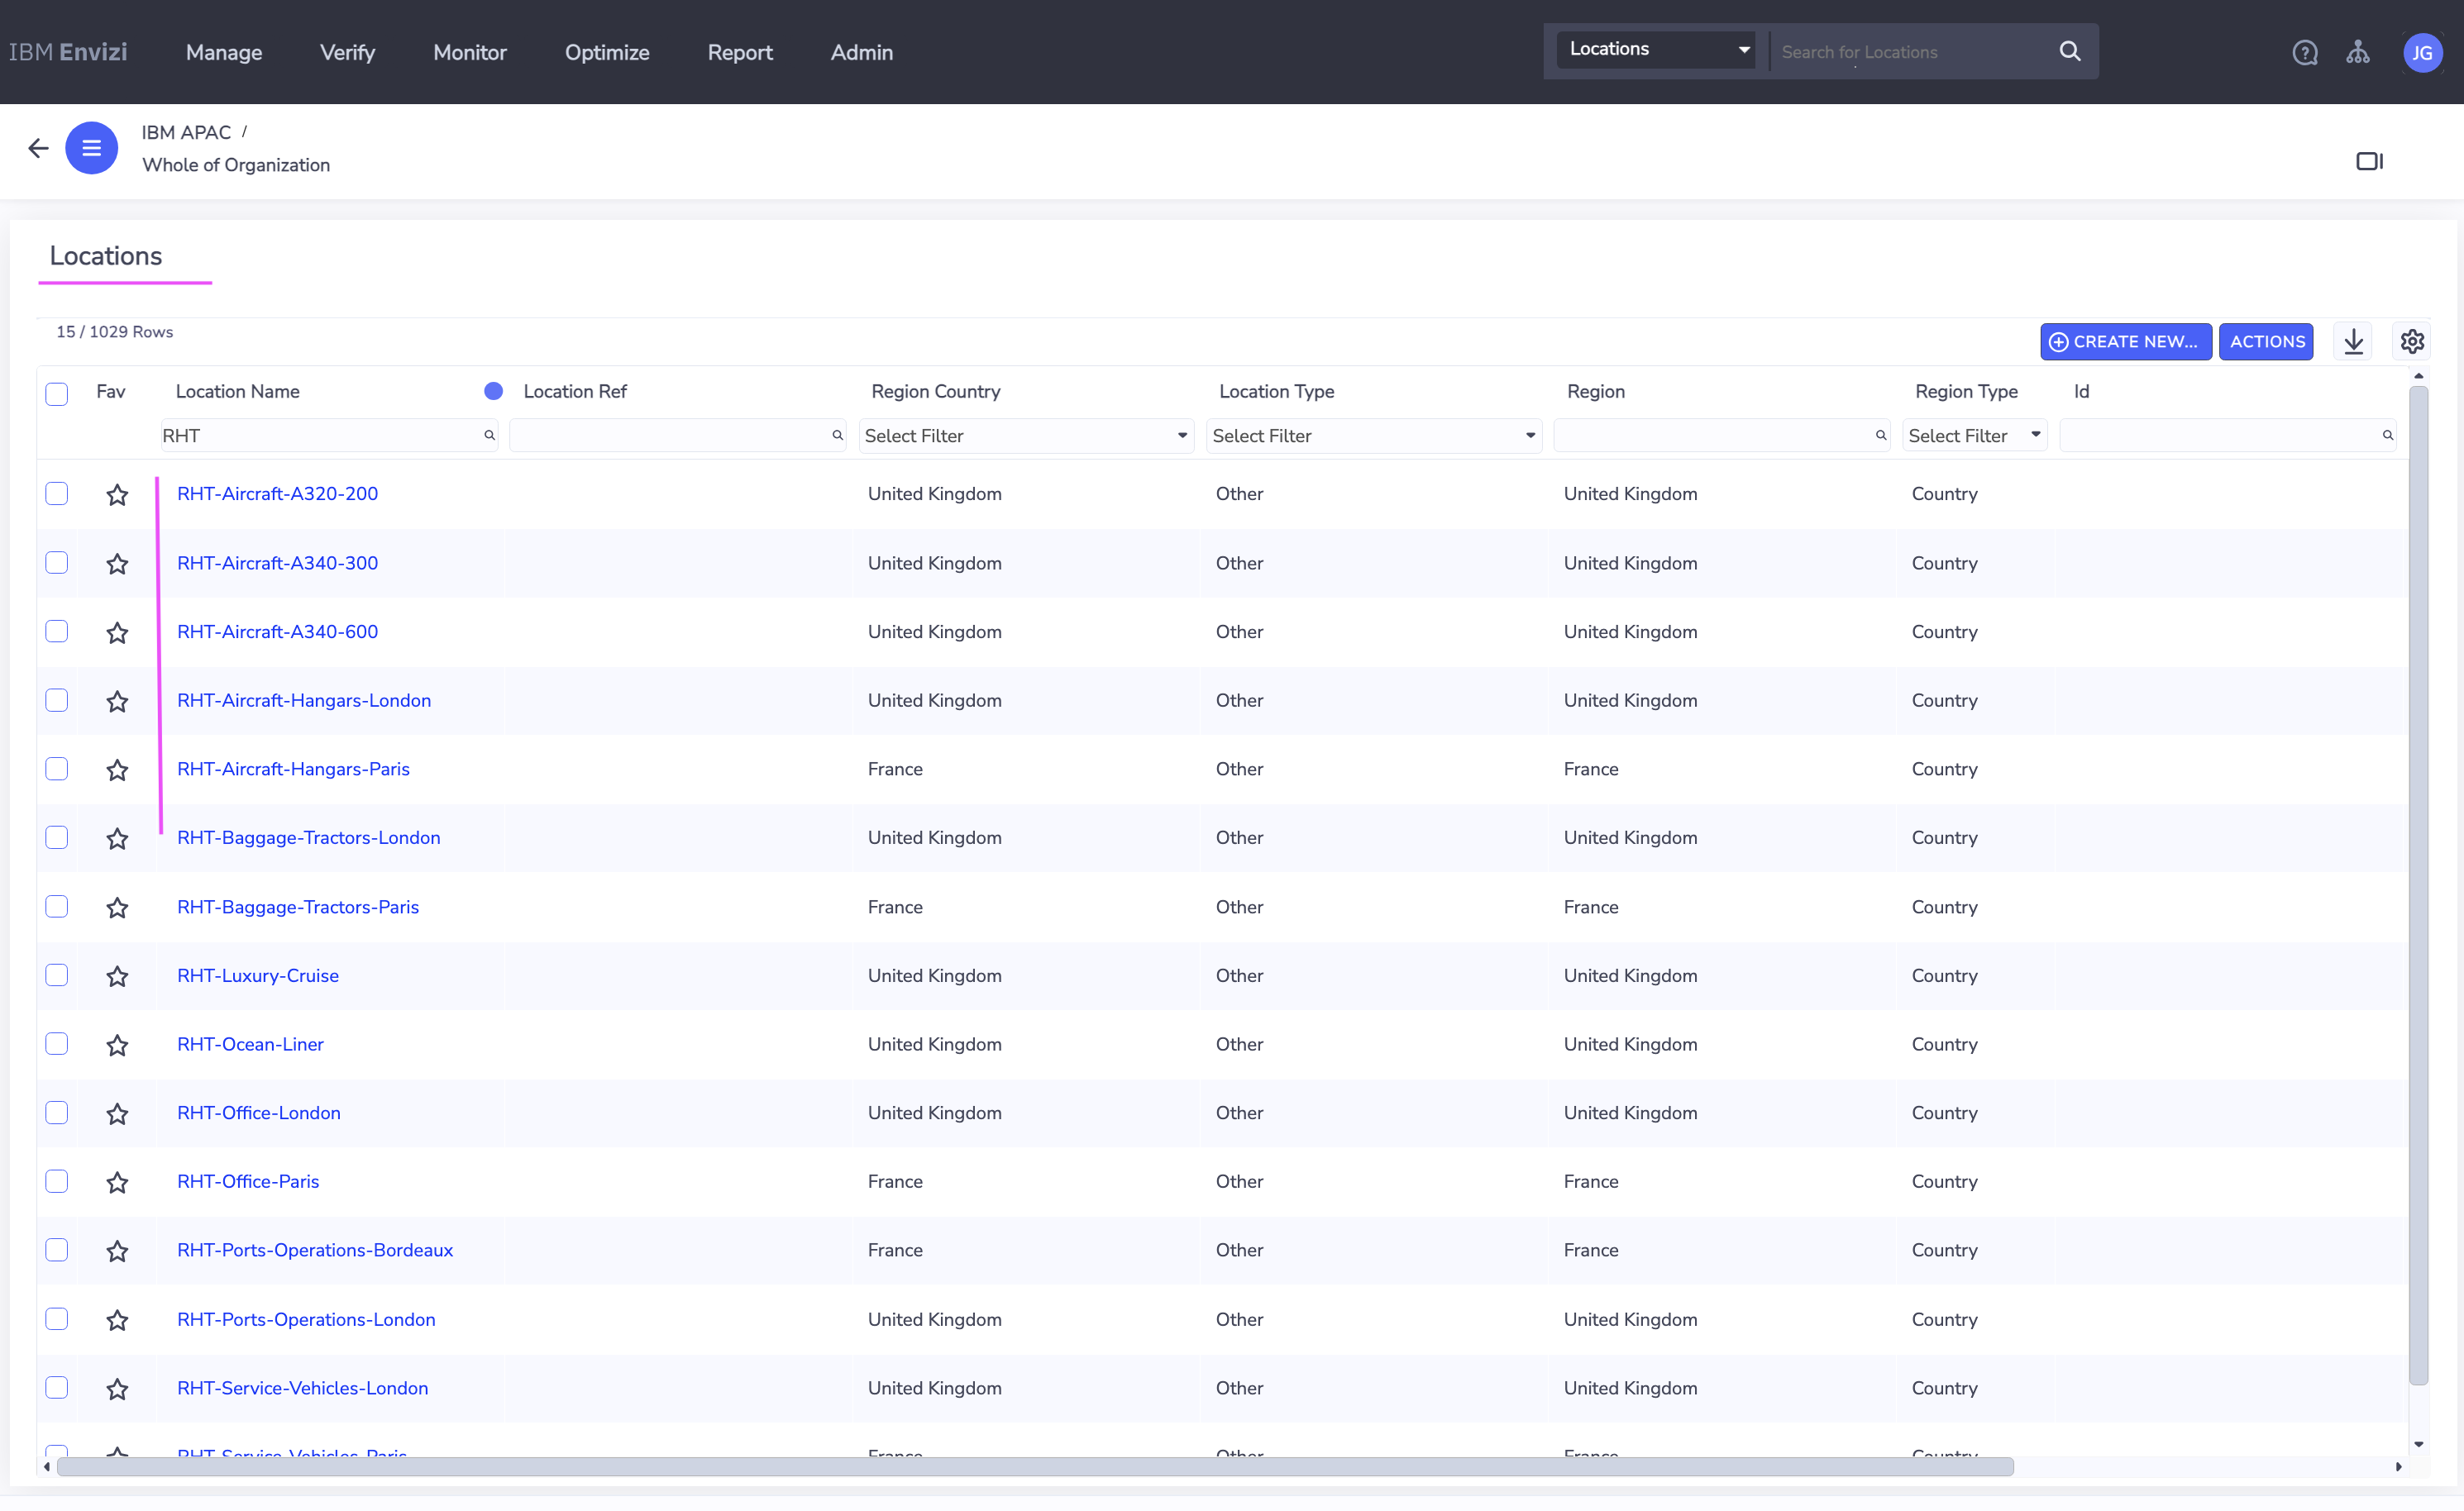 IBM Envizi Manage Verify Monitor Optimize Report Admin Locations Search for Locations JG
IBM APAC /
Whole of Organization
Locations
15 / 1029 Rows
CREATE NEW... ACTIONS
Fav Location Name Location Ref Region Country Location Type Region Region Type Id
RHT Select Filter Select Filter Select Filter
RHT-Aircraft-A320-200 United Kingdom Other United Kingdom Country
RHT-Aircraft-A340-300 United Kingdom Other United Kingdom Country
RHT-Aircraft-A340-600 United Kingdom Other United Kingdom Country
RHT-Aircraft-Hangars-London United Kingdom Other United Kingdom Country
RHT-Aircraft-Hangars-Paris France Other France Country
RHT-Baggage-Tractors-London United Kingdom Other United Kingdom Country
RHT-Baggage-Tractors-Paris France Other France Country
RHT-Luxury-Cruise United Kingdom Other United Kingdom Country
RHT-Ocean-Liner United Kingdom Other United Kingdom Country
RHT-Office-London United Kingdom Other United Kingdom Country
RHT-Office-Paris France Other France Country
RHT-Ports-Operations-Bordeaux France Other France Country
RHT-Ports-Operations-London United Kingdom Other United Kingdom Country
RHT-Service-Vehicles-London United Kingdom Other United Kingdom Country
RHT-Service-Vehicles-Paris France Other France Country